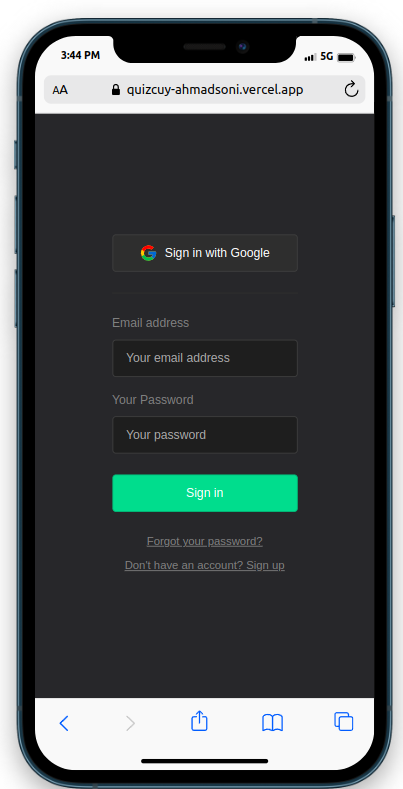 3:44 PM
5G
AA
quizcuy-ahmadsoni.vercel.app
Sign in with Google
Email address
Your email address
Your Password
Your password
Sign in
Forgot your password?
Don't have an account? Sign up